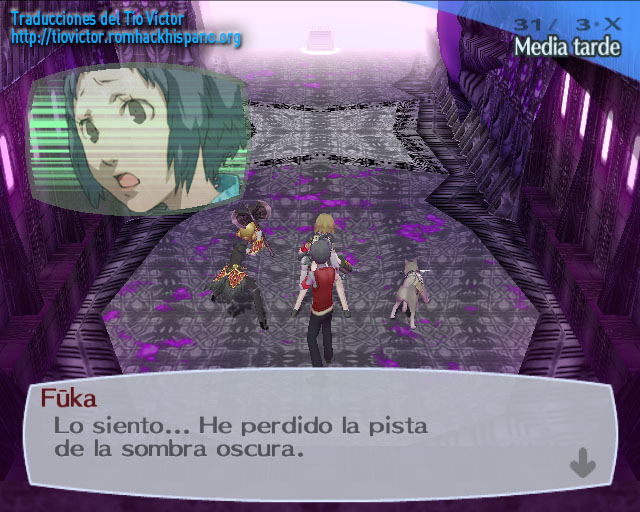 Traducciones del Tio Victor
http://tiovictor.romhackhispano.org
31/ 3・X
Media tarde
Fūka
Lo siento... He perdido la pista
de la sombra oscura.